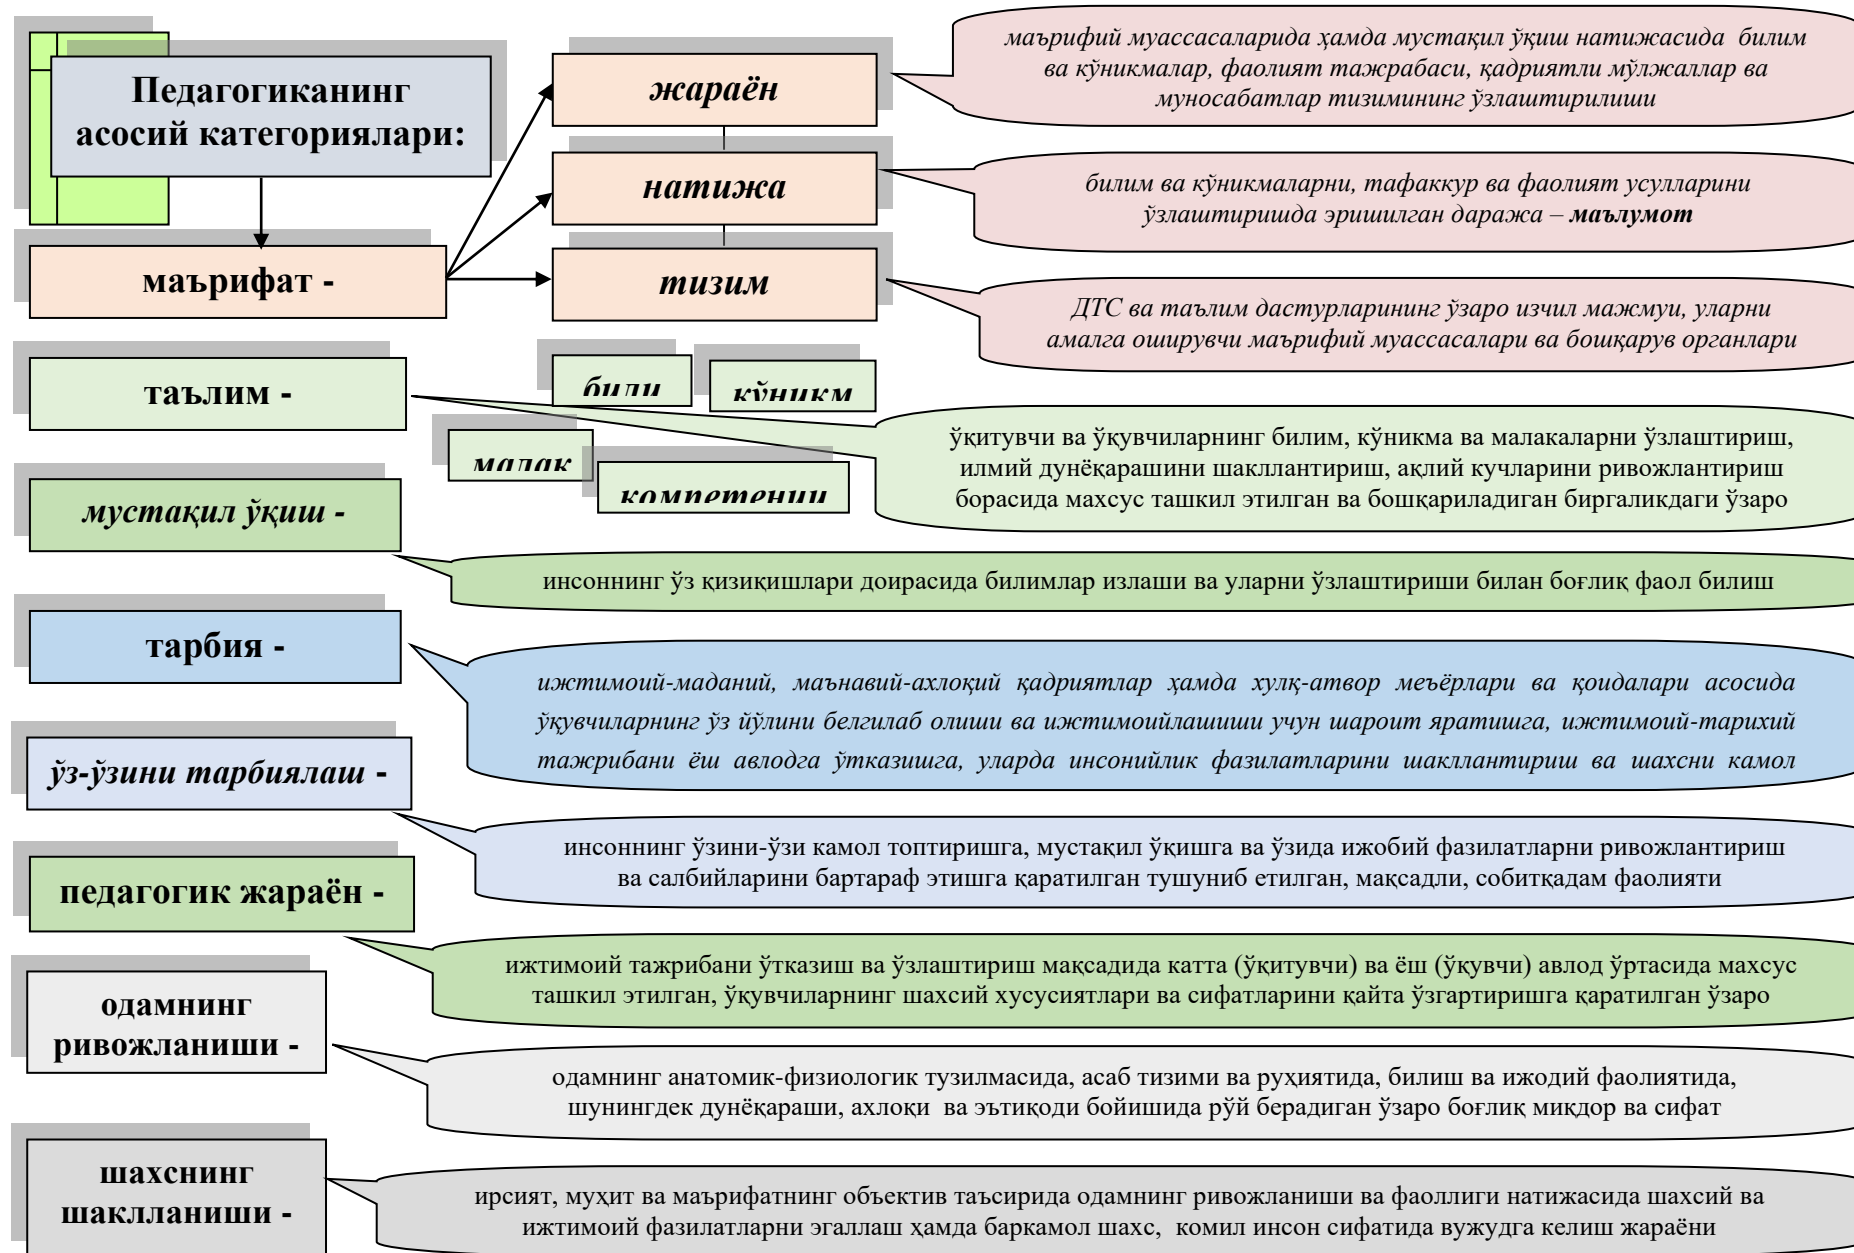 Педагогиканинг
асосий категориялари:
жараён
маърифий муассасаларида ҳамда мустақил ўқиш натижасида билим
ва кўникмалар, фаолият тажрабаси, қадриятли мўлжаллар ва
муносабатлар тизимининг ўзлаштирилиши
натижа
билим ва кўникмаларни, тафаккур ва фаолият усулларини
ўзлаштиришда эришилган даража – маълумот
маърифат -
тизим
ДТС ва таълим дастурларининг ўзаро изчил мажмуи, уларни
амалга оширувчи маърифий муассасалари ва бошқарув органлари
таълим -
били
кўникм
малак
компетенци
ўқитувчи ва ўқувчиларнинг билим, кўникма ва малакаларни ўзлаштириш,
илмий дунёқарашини шакллантириш, ақлий кучларини ривожлантириш
борасида махсус ташкил этилган ва бошқариладиган биргаликдаги ўзаро
мустақил ўқиш -
инсоннинг ўз қизиқишлари доирасида билимлар излаши ва уларни ўзлаштириши билан боғлиқ фаол билиш
тарбия -
ижтимоий-маданий, маънавий-ахлоқий қадриятлар ҳамда хулқ-атвор меъёрлари ва қоидалари асосида
ўқувчиларнинг ўз йўлини белгилаб олиши ва ижтимоийлашиши учун шароит яратишга, ижтимоий-тарихий
тажрибани ёш авлодга ўтказишга, уларда инсонийлик фазилатларини шакллантириш ва шахсни камол
ўз-ўзини тарбиялаш -
инсоннинг ўзини-ўзи камол топтиришга, мустақил ўқишга ва ўзида ижобий фазилатларни ривожлантириш
ва салбийларини бартараф этишга қаратилган тушуниб етилган, мақсадли, собитқадам фаолияти
педагогик жараён -
ижтимоий тажрибани ўтказиш ва ўзлаштириш мақсадида катта (ўқитувчи) ва ёш (ўқувчи) авлод ўртасида махсус
ташкил этилган, ўқувчиларнинг шахсий хусусиятлари ва сифатларини қайта ўзгартиришга қаратилган ўзаро
одамнинг
ривожланиши -
одамнинг анатомик-физиологик тузилмасида, асаб тизими ва руҳиятида, билиш ва ижодий фаолиятида,
шунингдек дунёқараши, ахлоқи ва эътиқоди бойишида рўй берадиган ўзаро боғлиқ миқдор ва сифат
шахснинг
шаклланиши -
ирсият, муҳит ва маърифатнинг объектив таъсирида одамнинг ривожланиши ва фаоллиги натижасида шахсий ва
ижтимоий фазилатларни эгаллаш ҳамда баркамол шахс, комил инсон сифатида вужудга келиш жараёни